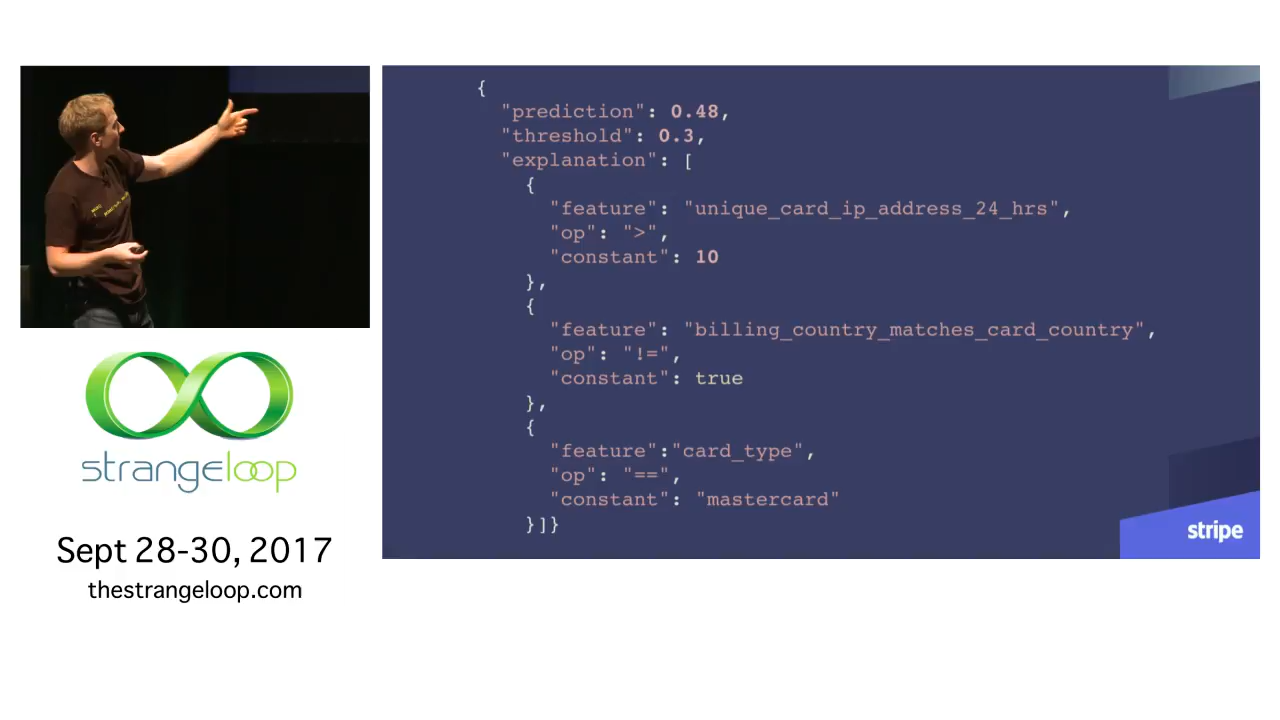 {
"prediction": 0.48,
"threshold": 0.3,
"explanation": [
{
"feature": "unique_card_ip_address_24_hrs",
"op": ">",
"constant": 10
},
{
"feature": "billing_country_matches_card_country",
"op": "!=",
"constant": true
},
{
"feature":"card_type",
"op": "==",
"constant": "mastercard"
}]}
stripe
strangeloop
Sept 28-30, 2017
thestrangeloop.com